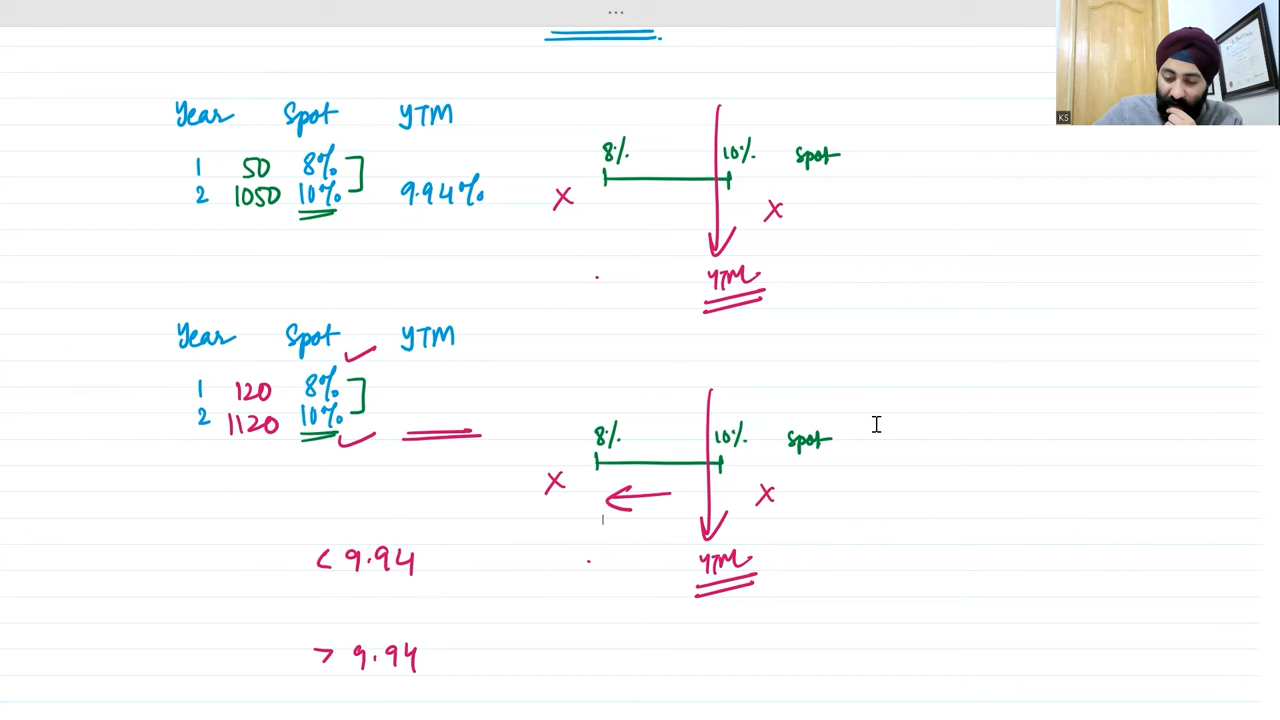 ...
Year Spot YTM
1 50 8%
2 1050 10% 9.94%
8% 10% Spot
X X
YTM
Year Spot YTM
1 120 8%
2 1120 10%
8% 10% Spot
X X
YTM
< 9.94
> 9.94
KS